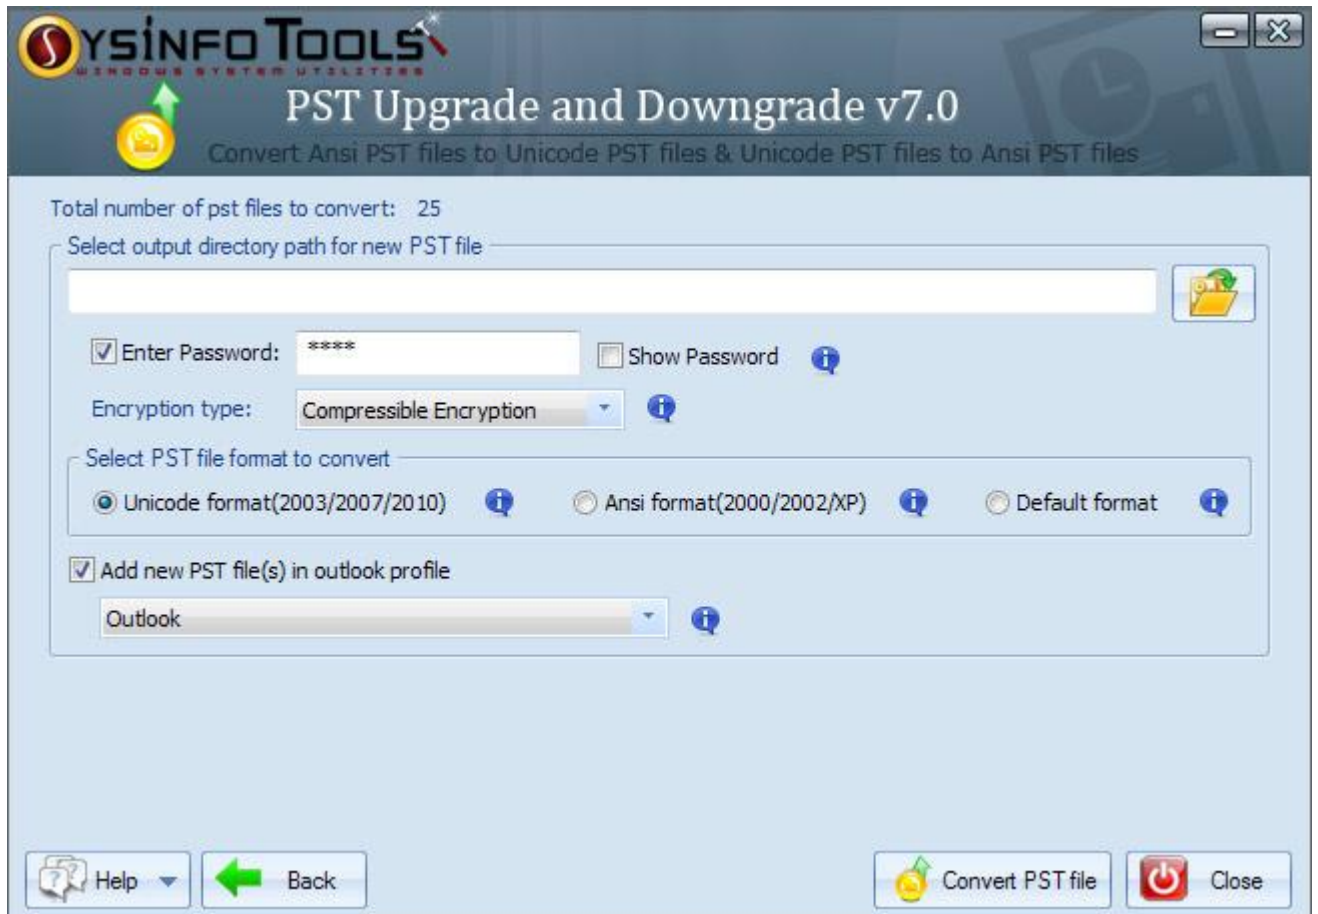 SYSINFO TOOLS
WINDOWS SYSTEM UTILITIES
PST Upgrade and Downgrade v7.0
Convert Ansi PST files to Unicode PST files & Unicode PST files to Ansi PST files
Total number of pst files to convert: 25
Select output directory path for new PST file
Enter Password: **** Show Password
Encryption type: Compressible Encryption
Select PST file format to convert
Unicode format(2003/2007/2010) Ansi format(2000/2002/XP) Default format
Add new PST file(s) in outlook profile
Outlook
Help Back Convert PST file Close